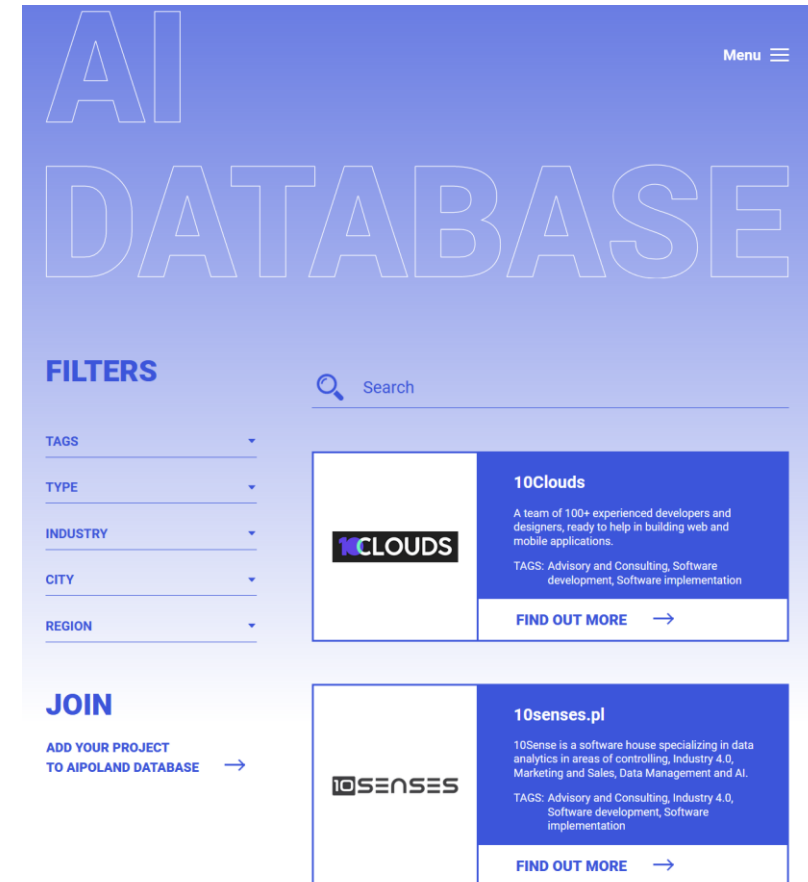 AI
Menu
DATABASE
FILTERS
TAGS
TYPE
INDUSTRY
CITY
REGION
JOIN
ADD YOUR PROJECT
TO AIPOLAND DATABASE
Search
10CLOUDS
10Clouds
A team of 100+ experienced developers and
designers, ready to help in building web and
mobile applications.
TAGS: Advisory and Consulting, Software
development, Software implementation
FIND OUT MORE
10SENSES
10senses.pl
10Sense is a software house specializing in data
analytics in areas of controlling, Industry 4.0,
Marketing and Sales, Data Management and AI.
TAGS: Advisory and Consulting, Industry 4.0,
Software development, Software
implementation
FIND OUT MORE